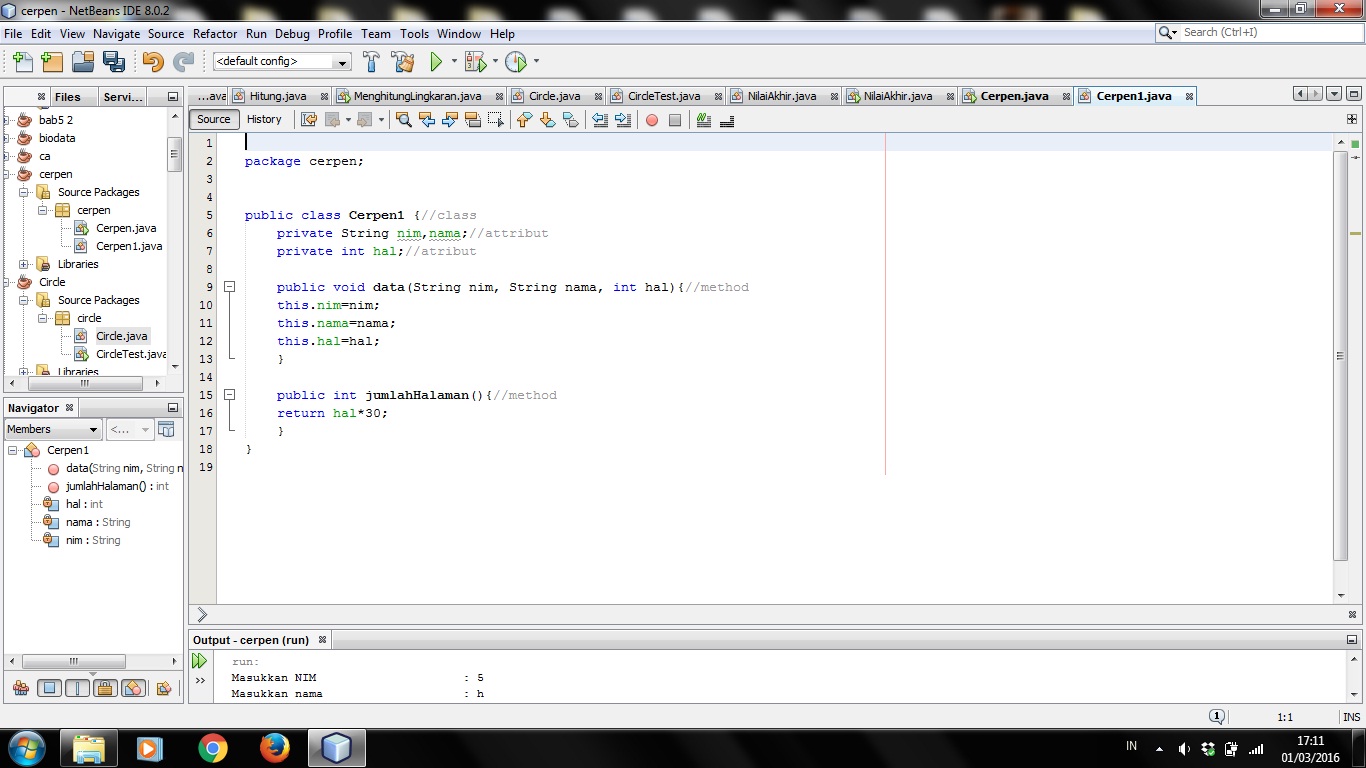 cerpen - NetBeans IDE 8.0.2
File Edit View Navigate Source Refactor Run Debug Profile Team Tools Window Help
Search (Ctrl+I)
<default config>
Files Servi...
...ava Hitung.java MenghitungLingkaran.java Circle.java CircleTest.java NilaiAkhir.java NilaiAkhir.java Cerpen.java Cerpen1.java
Source History
bab5 2
biodata
ca
cerpen
Source Packages
cerpen
Cerpen.java
Cerpen1.java
Libraries
Circle
Source Packages
circle
Circle.java
CircleTest.java
Libraries
Navigator
Members <...
Cerpen1
data(String nim, String n
jumlahHalaman() : int
hal : int
nama : String
nim : String
1
2 package cerpen;
3
4
5 public class Cerpen1 {//class
6 private String nim,nama;//attribut
7 private int hal;//atribut
8
9 public void data(String nim, String nama, int hal){//method
10 this.nim=nim;
11 this.nama=nama;
12 this.hal=hal;
13 }
14
15 public int jumlahHalaman(){//method
16 return hal*30;
17 }
18 }
19
Output - cerpen (run)
run:
Masukkan NIM : 5
Masukkan nama : h
1 1:1 INS
IN
17:11
01/03/2016